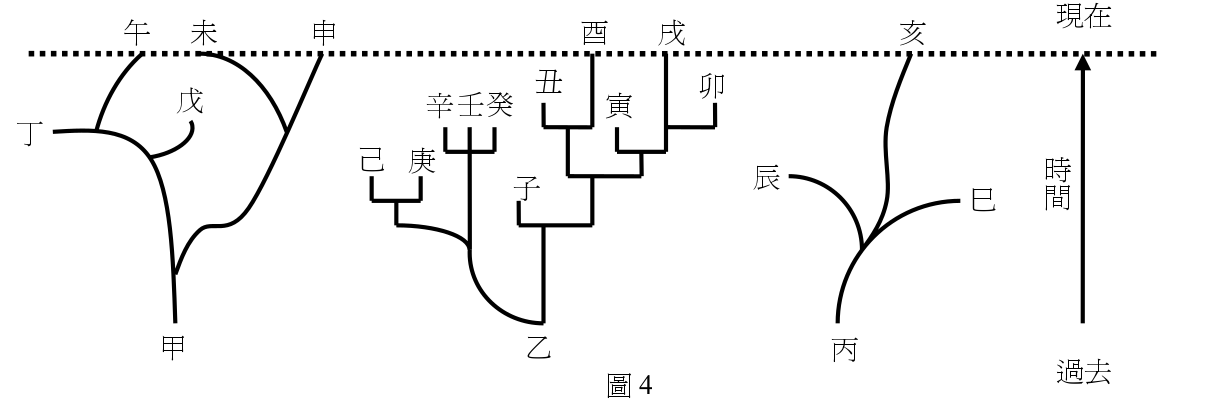 午 未 申 酉 戌 亥 現在
戊 丑 寅 卯
丁 辛 壬 癸
己 庚 子 辰 巳 時間
甲 乙 丙
過去
圖 4